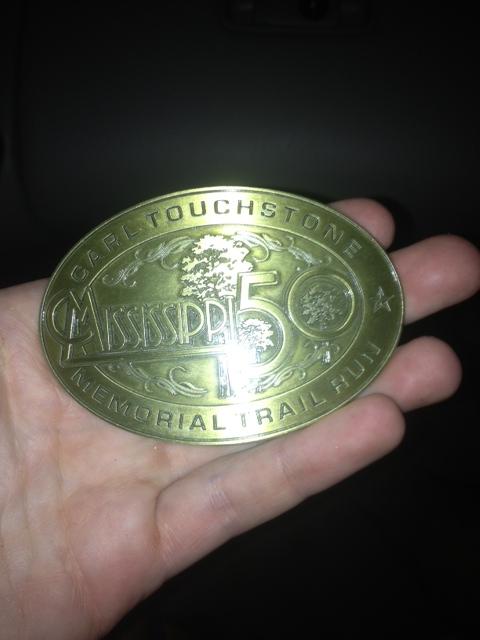 CARL TOUCHSTONE
MISSISSIPPI 50
MEMORIAL TRAIL RUN